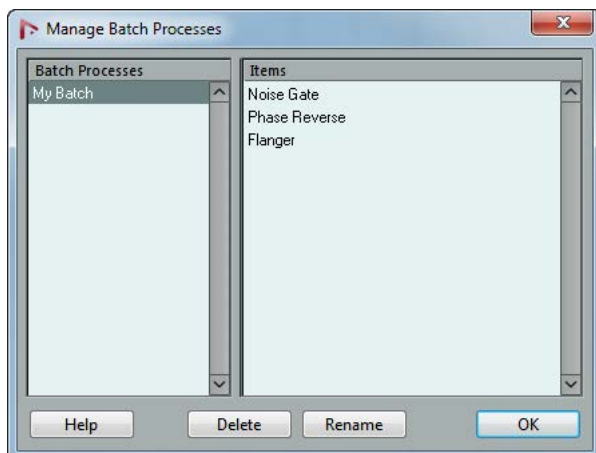 Manage Batch Processes
Batch Processes
My Batch
Items
Noise Gate
Phase Reverse
Flanger
Help
Delete
Rename
OK